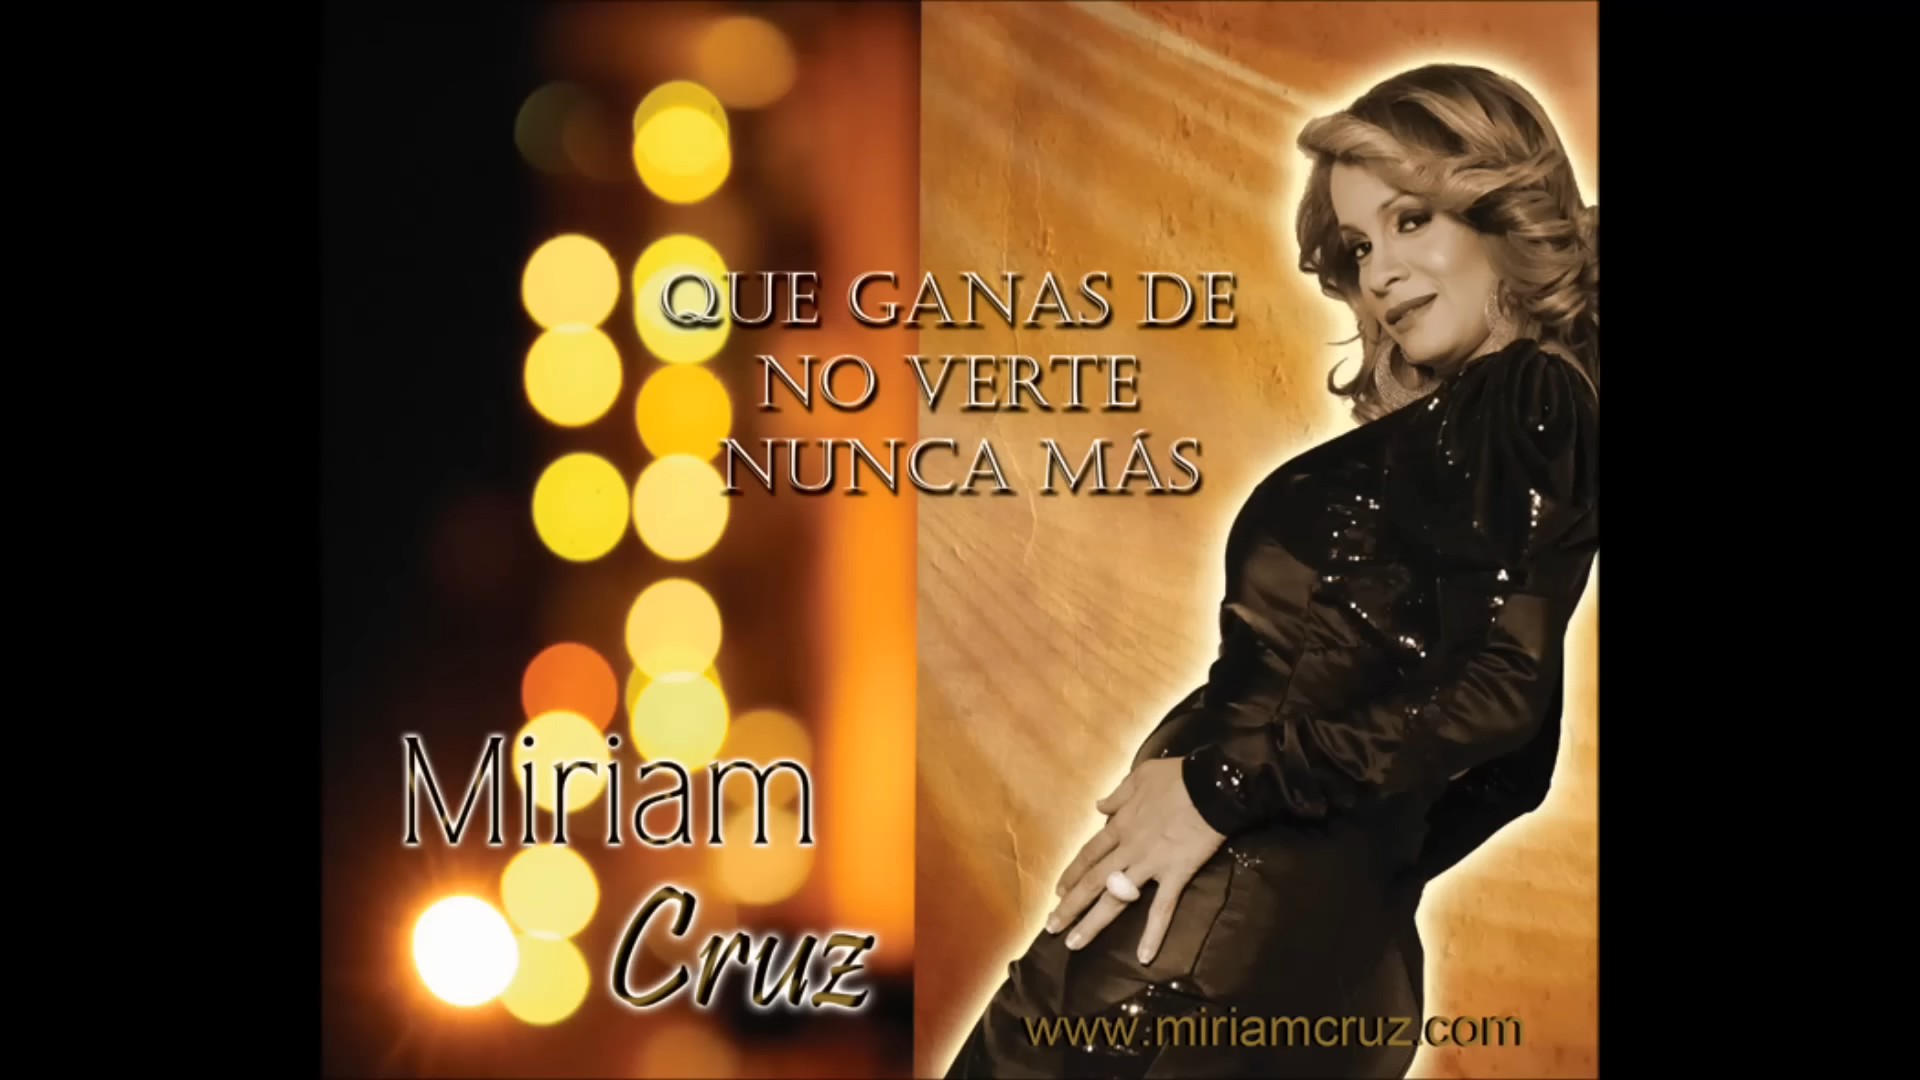 QUE GANAS DE
NO VERTE
NUNCA MÁS
Miriam
Cruz
www.miriamcruz.com